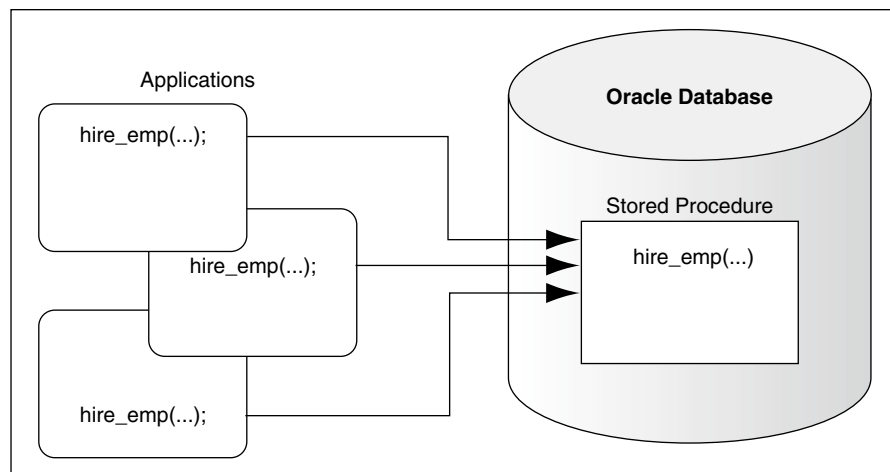 Applications
hire_emp(...);
hire_emp(...);
hire_emp(...);
Oracle Database
Stored Procedure
hire_emp(...)